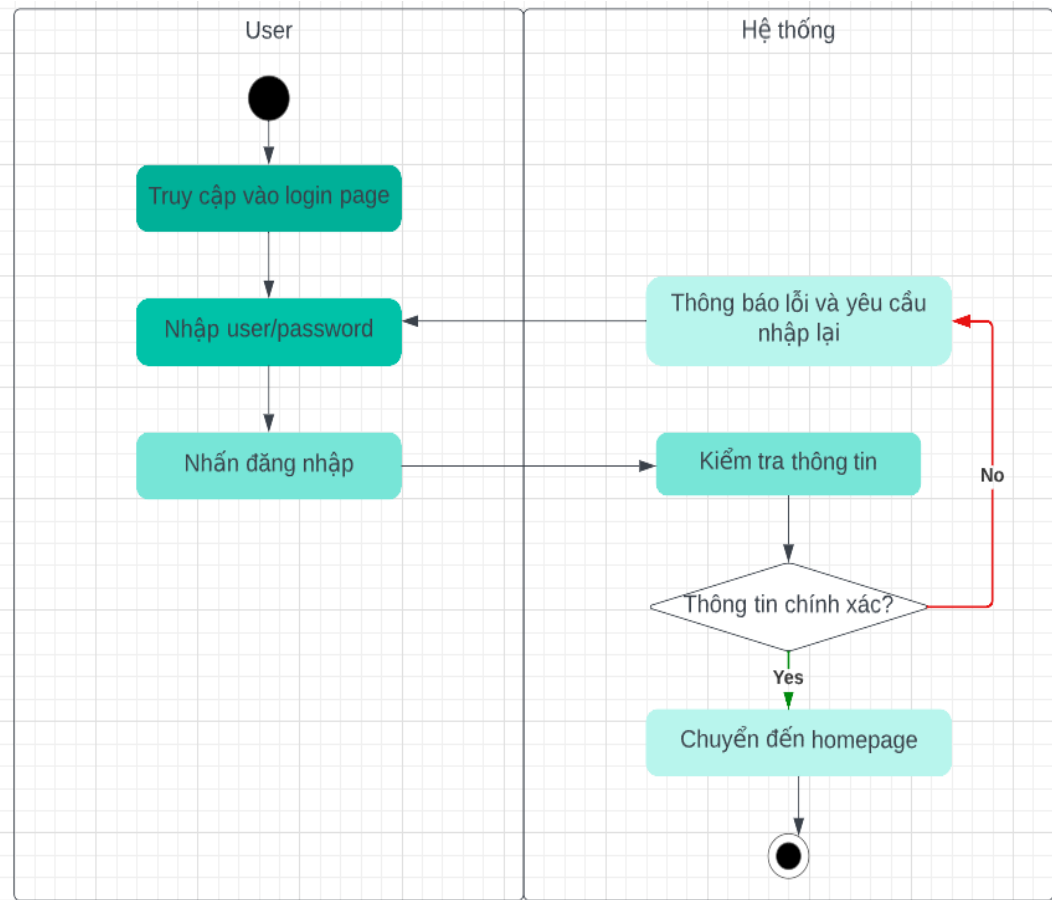 User
Hệ thống
Truy cập vào login page
Nhập user/password
Thông báo lỗi và yêu cầu
nhập lại
Nhấn đăng nhập
Kiểm tra thông tin
No
Thông tin chính xác?
Yes
Chuyển đến homepage